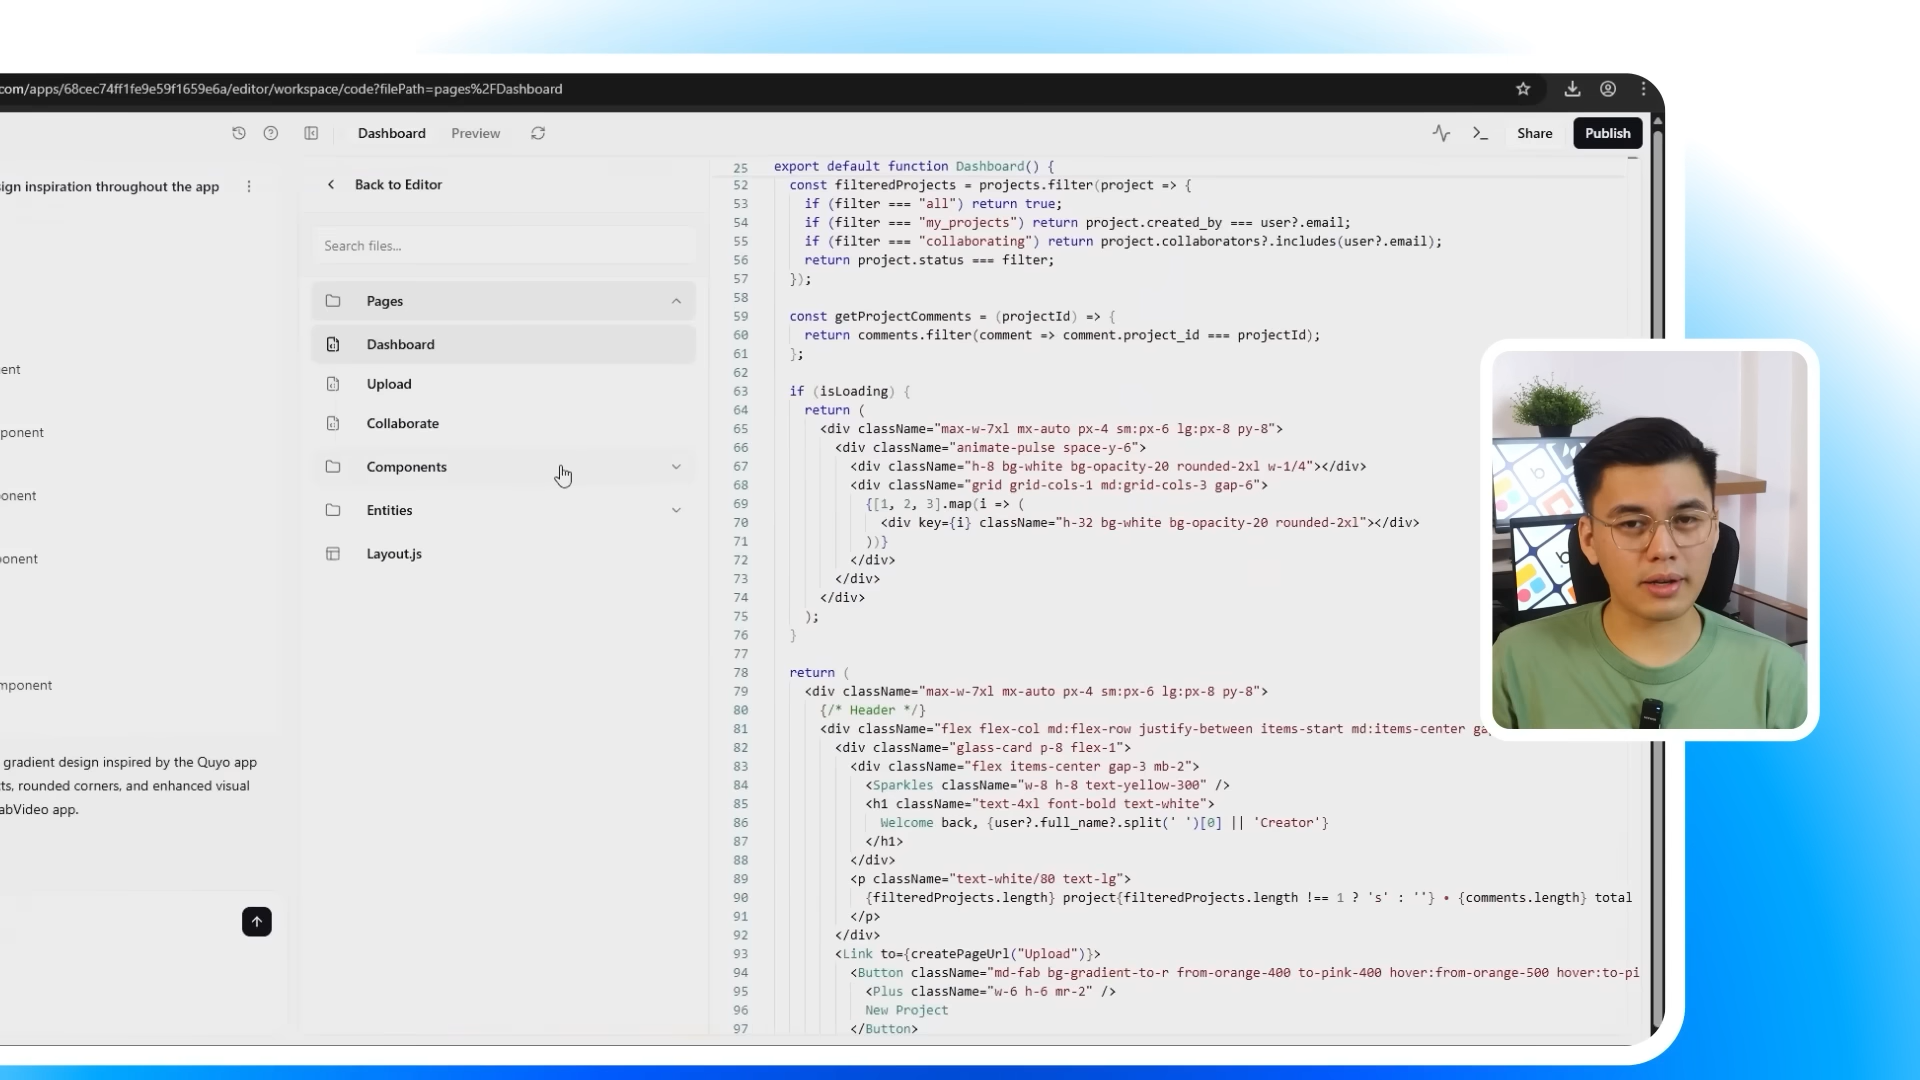 com/apps/68cec74ff1fe9e59f1659e6a/editor/workspace/code?filePath=pages%2FDashboard
Dashboard
Preview
Share
Publish
sign inspiration throughout the app
ent
ponent
onent
onent
mponent
gradient design inspired by the Quyo app
ts, rounded corners, and enhanced visual
abVideo app.
Back to Editor
Search files...
Pages
Dashboard
Upload
Collaborate
Components
Entities
Layout.js
25 export default function Dashboard() {
52 const filteredProjects = projects.filter(project => {
53 if (filter === "all") return true;
54 if (filter === "my_projects") return project.created_by === user?.email;
55 if (filter === "collaborating") return project.collaborators?.includes(user?.email);
56 return project.status === filter;
57 });
58
59 const getProjectComments = (projectId) => {
60 return comments.filter(comment => comment.project_id === projectId);
61 };
62
63 if (isLoading) {
64 return (
65 <div className="max-w-7xl mx-auto px-4 sm:px-6 lg:px-8 py-8">
66 <div className="animate-pulse space-y-6">
67 <div className="h-8 bg-white bg-opacity-20 rounded-2xl w-1/4"></div>
68 <div className="grid grid-cols-1 md:grid-cols-3 gap-6">
69 {[1, 2, 3].map(i => (
70 <div key={i} className="h-32 bg-white bg-opacity-20 rounded-2xl"></div>
71 ))}
72 </div>
73 </div>
74 </div>
75 );
76 }
77
78 return (
79 <div className="max-w-7xl mx-auto px-4 sm:px-6 lg:px-8 py-8">
80 {/* Header */}
81 <div className="flex flex-col md:flex-row justify-between items-start md:items-center ga
82 <div className="glass-card p-8 flex-1">
83 <div className="flex items-center gap-3 mb-2">
84 <Sparkles className="w-8 h-8 text-yellow-300" />
85 <h1 className="text-4xl font-bold text-white">
86 Welcome back, {user?.full_name?.split(' ')[0] || 'Creator'}
87 </h1>
88 </div>
89 <p className="text-white/80 text-lg">
90 {filteredProjects.length} project{filteredProjects.length !== 1 ? 's' : ''} • {comments.length} total
91 </p>
92 </div>
93 <Link to={createPageUrl("Upload")}>
94 <Button className="md-fab bg-gradient-to-r from-orange-400 to-pink-400 hover:from-orange-500 hover:to-pi
95 <Plus className="w-6 h-6 mr-2" />
96 New Project
97 </Button>